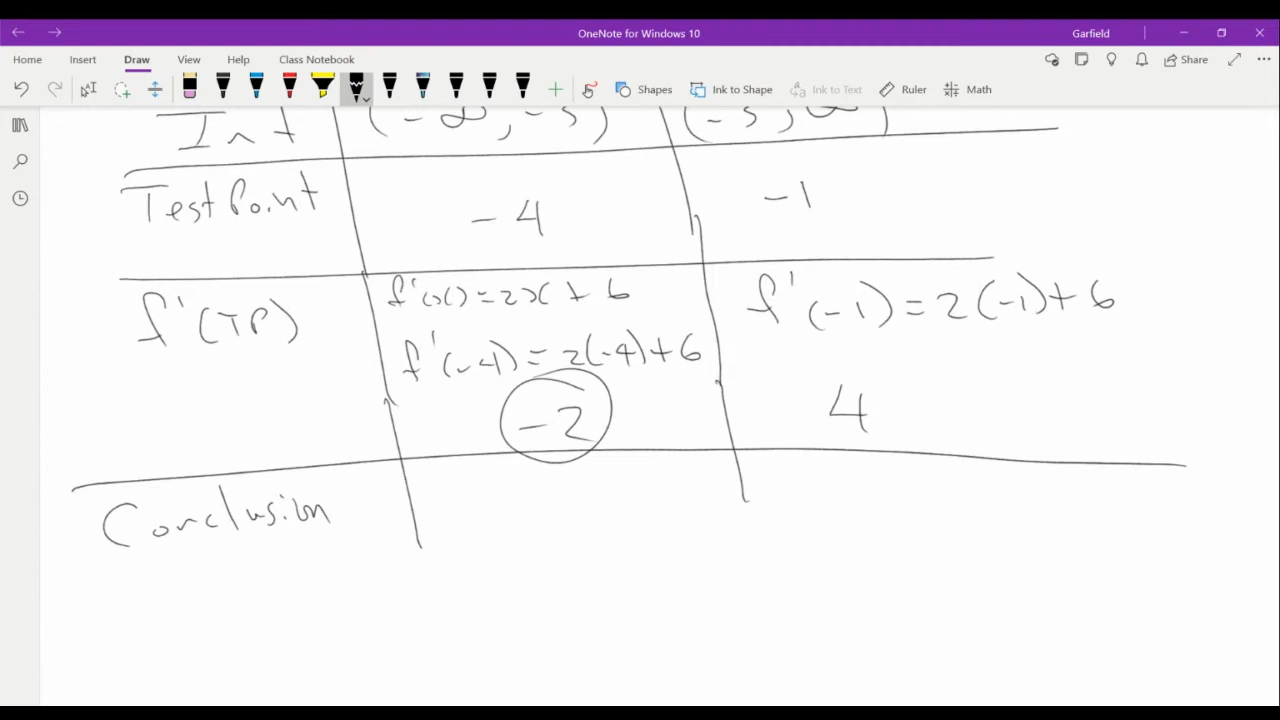 OneNote for Windows 10
Garfield
Home Insert Draw View Help Class Notebook
Share
Shapes Ink to Shape Ink to Text Ruler Math
Int (-∞, -3) (-3, ∞)
Test Point -4 -1
f'(TP) f'(x) = 2x + 6 f'(-1) = 2(-1) + 6
f'(-4) = 2(-4) + 6
-2 4
Conclusion